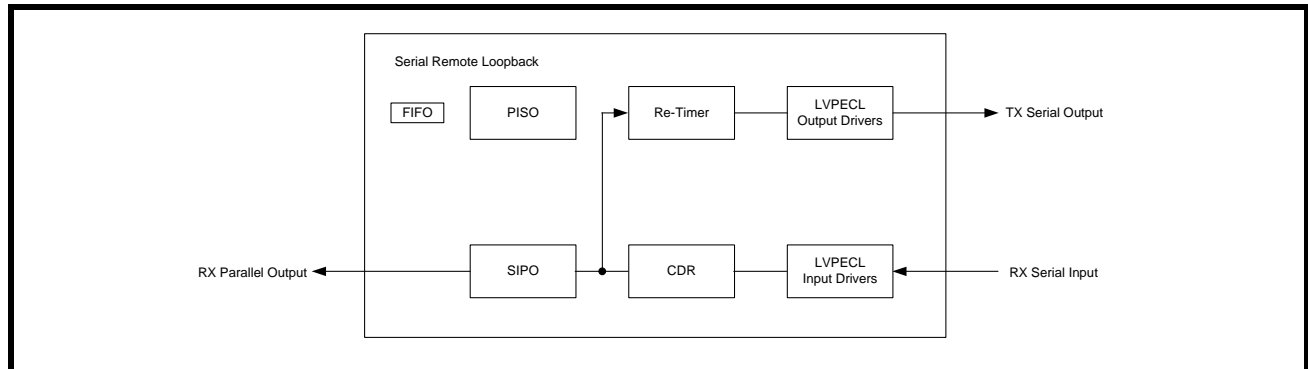 Serial Remote Loopback
FIFO
PISO
Re-Timer
LVPECL
Output Drivers
TX Serial Output
RX Parallel Output
SIPO
CDR
LVPECL
Input Drivers
RX Serial Input